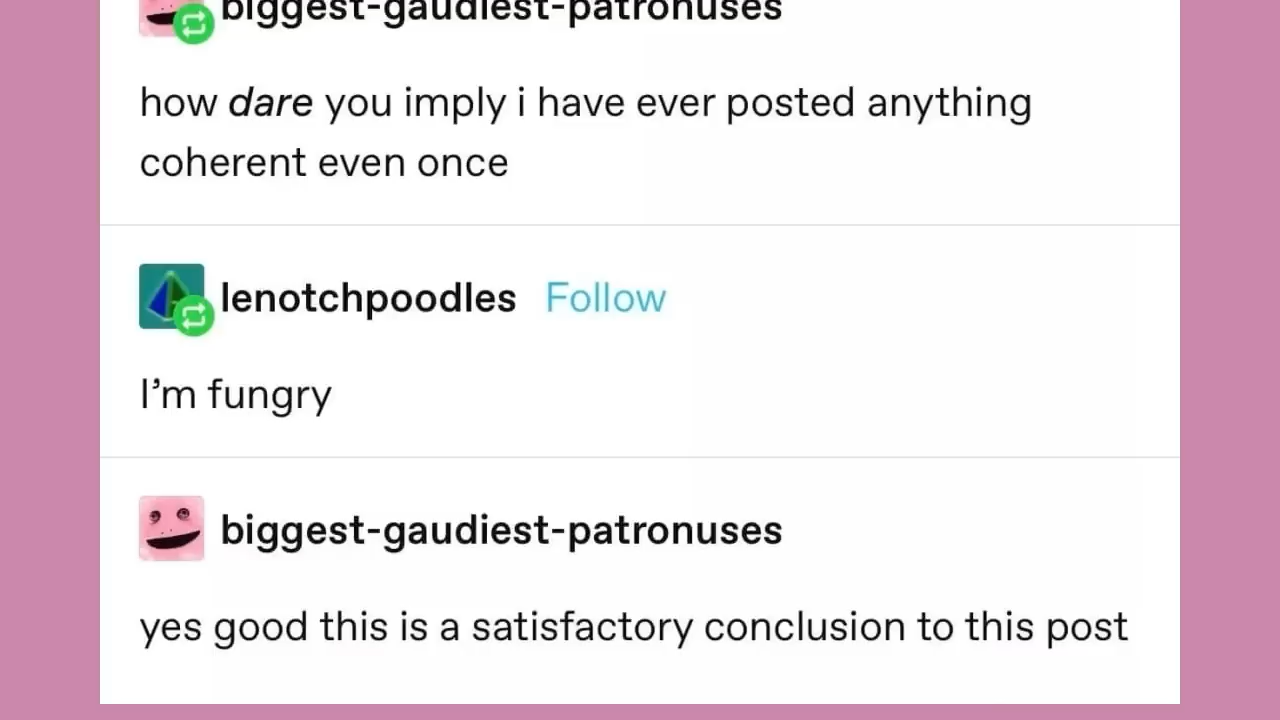 biggest-gaudiest-patronuses
how dare you imply i have ever posted anything
coherent even once
lenotchpoodles Follow
I’m fungry
biggest-gaudiest-patronuses
yes good this is a satisfactory conclusion to this post